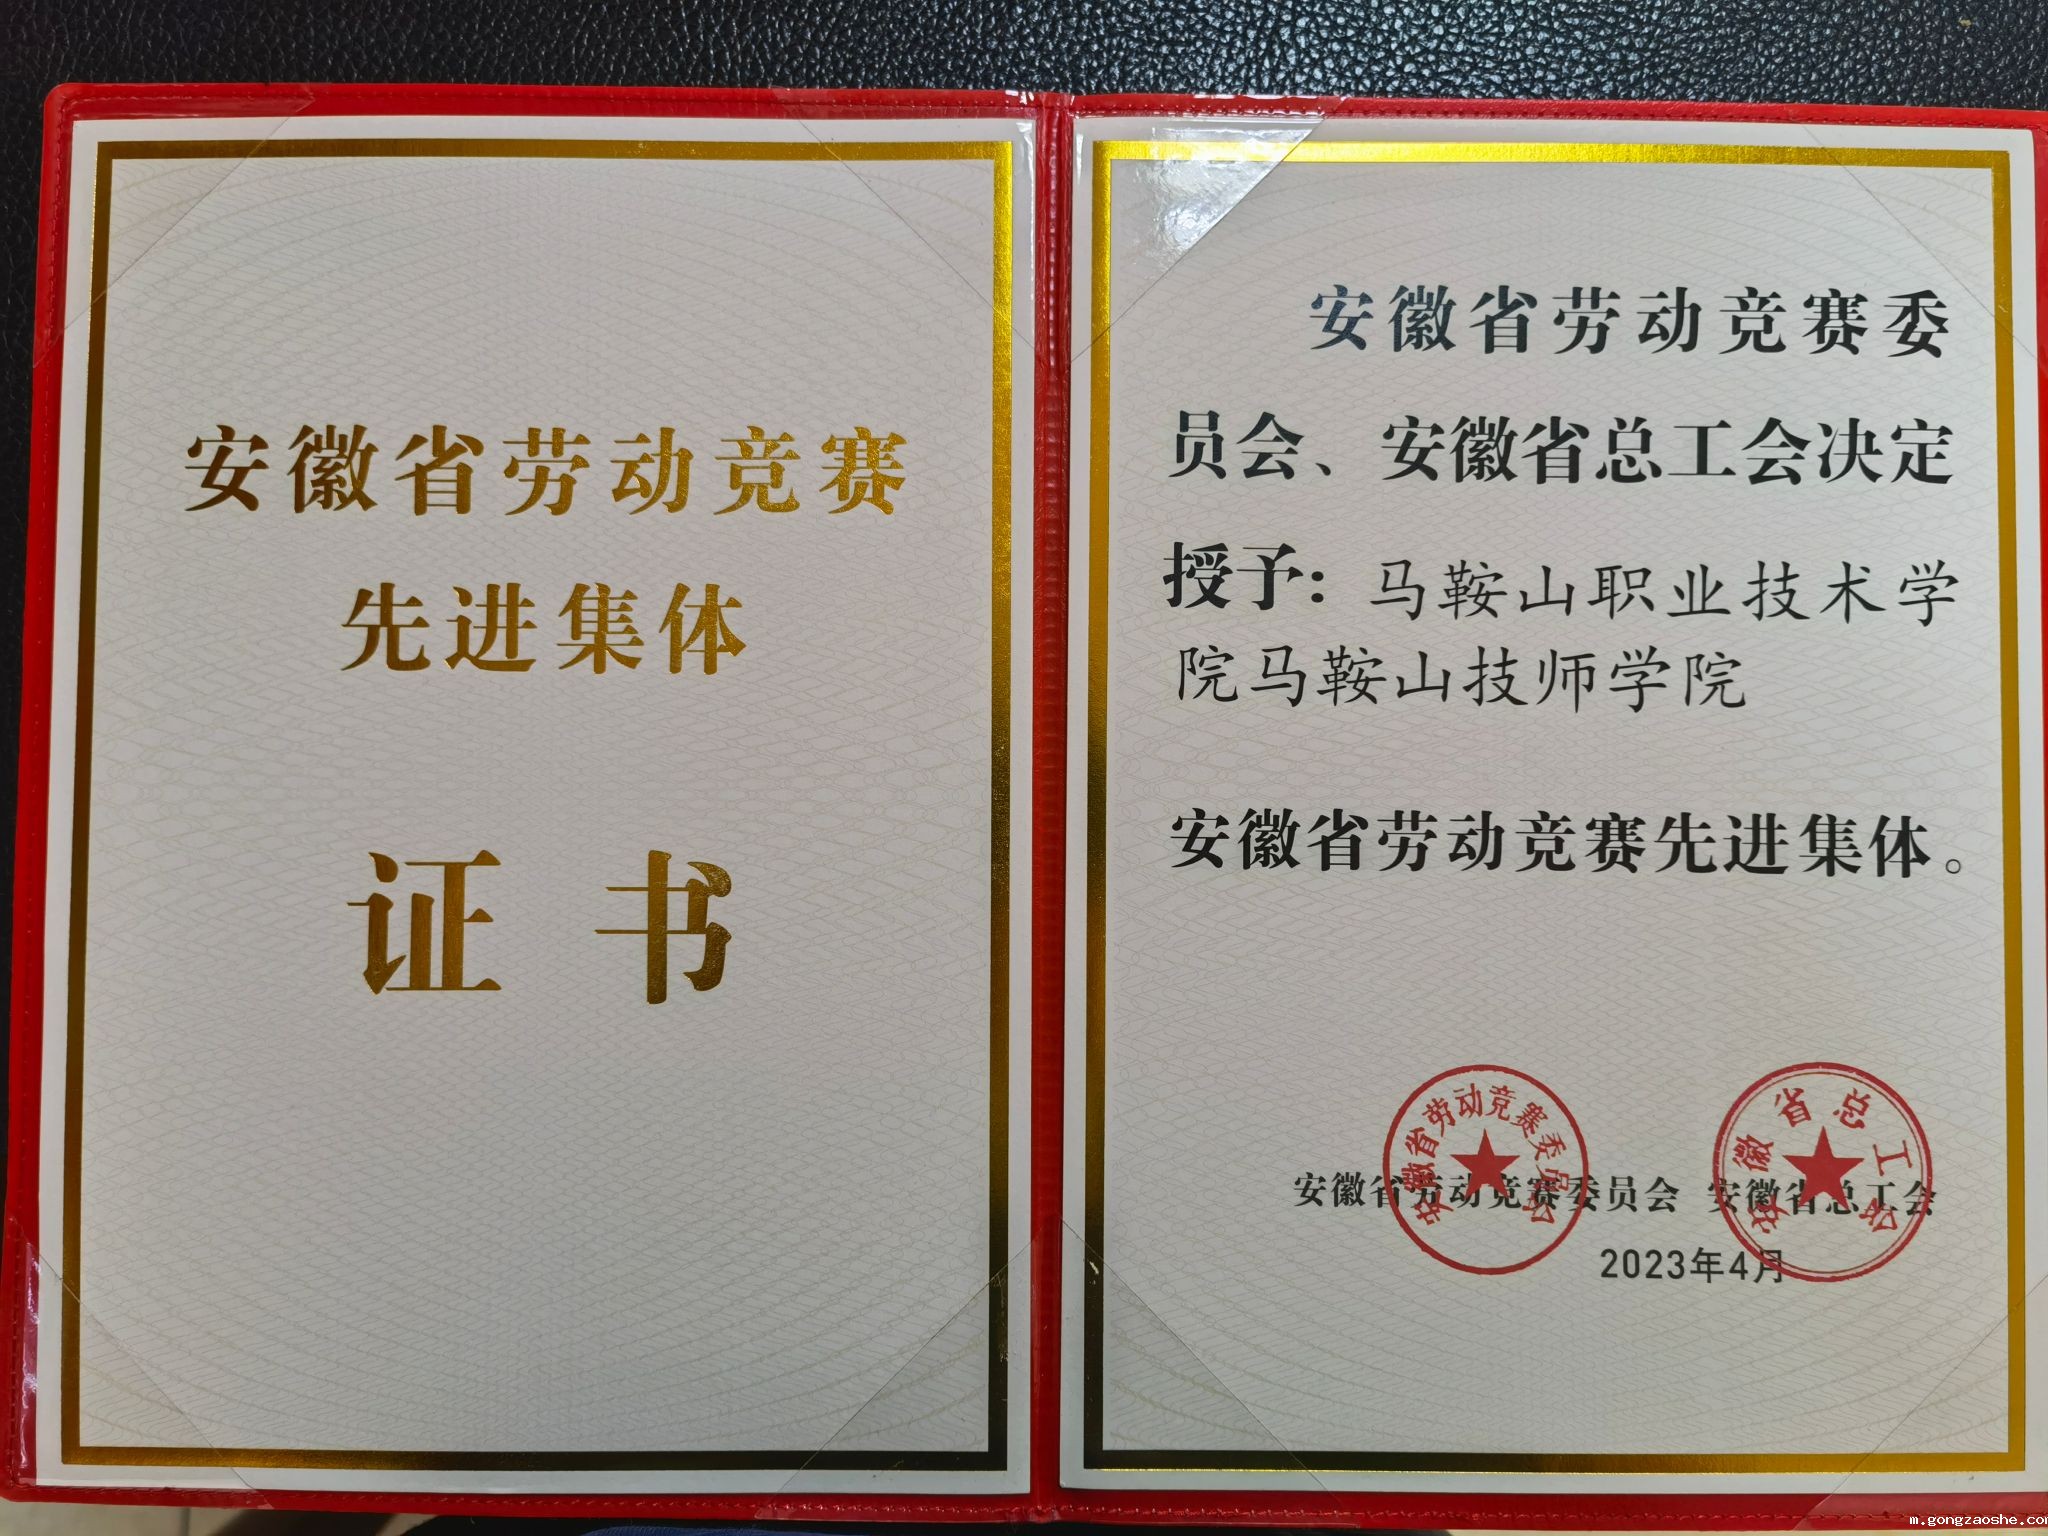 安徽省劳动竞赛
先进集体
证书
安徽省劳动竞赛委
员会、安徽省总工会决定
授予：马鞍山职业技术学
院马鞍山技师学院
安徽省劳动竞赛先进集体。
安徽省劳动竞赛委员会
安徽省总工会
安徽省劳动竞赛委员会 安徽省总工会
2023年4月
m.gongzaoshe.com